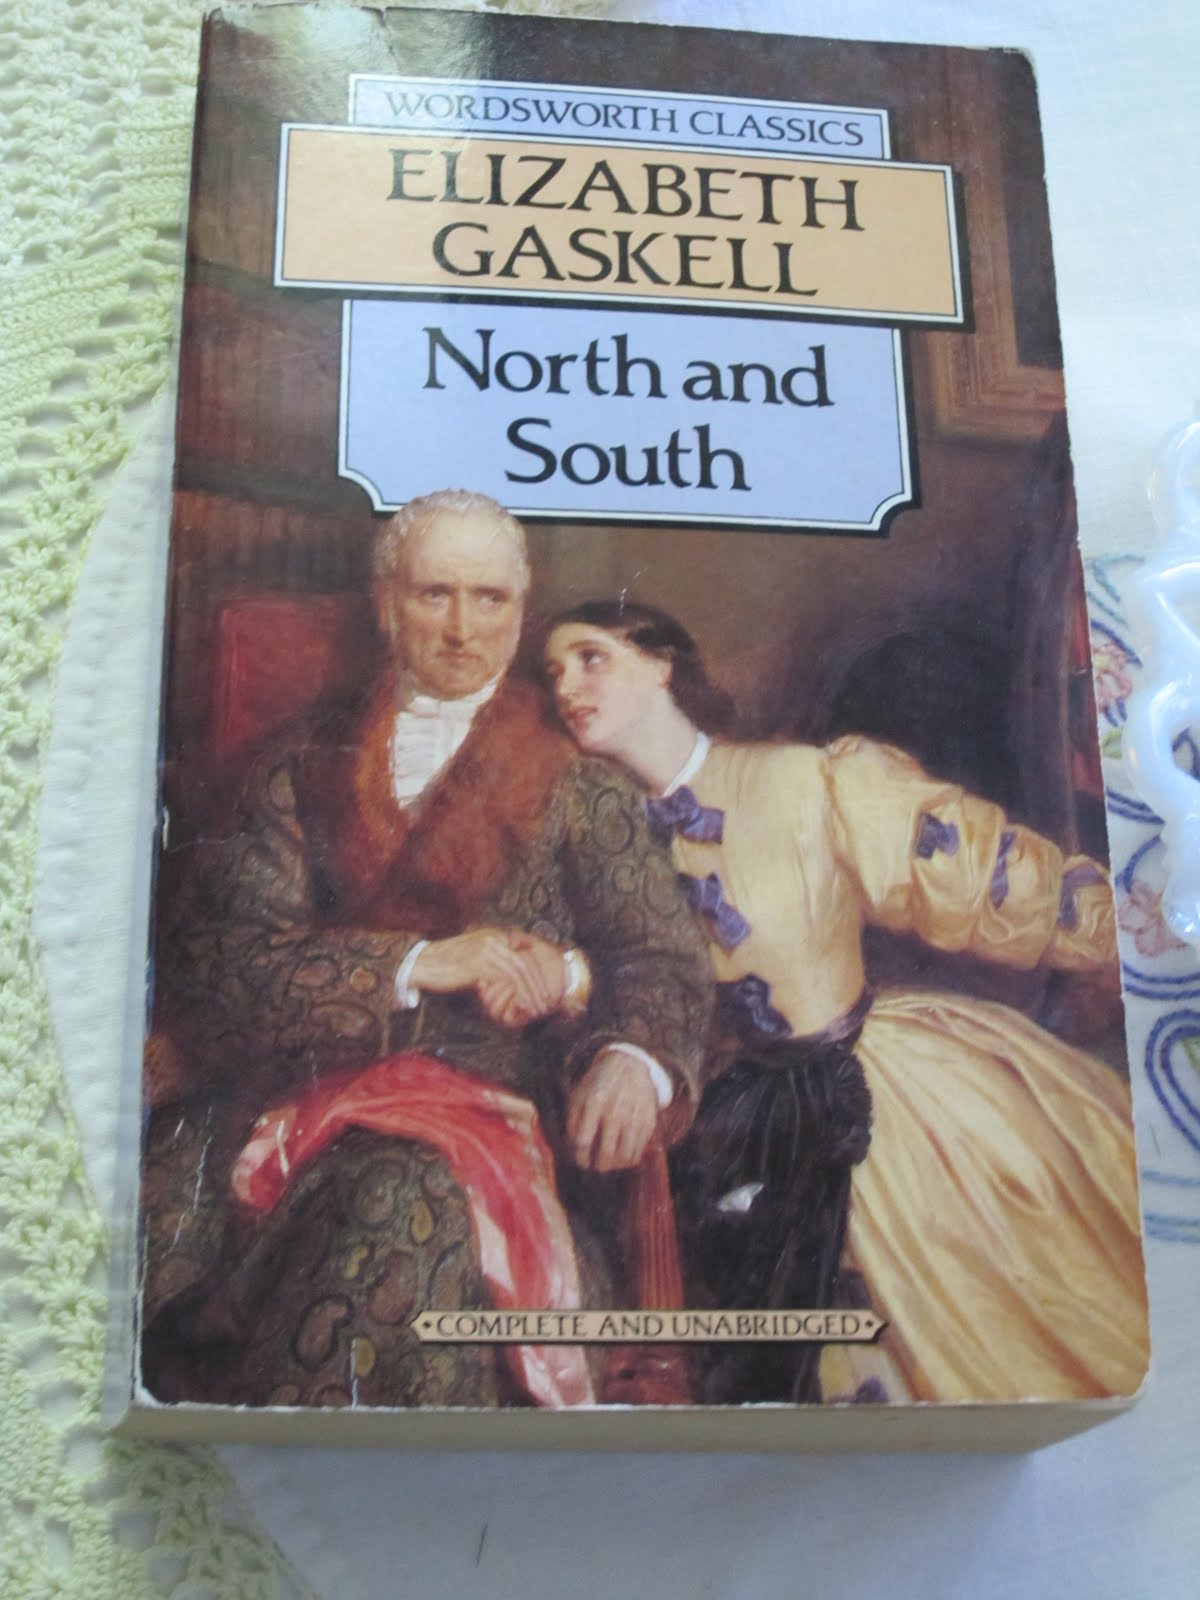 WORDSWORTH CLASSICS
ELIZABETH
GASKELL
North and
South
•COMPLETE AND UNABRIDGED•